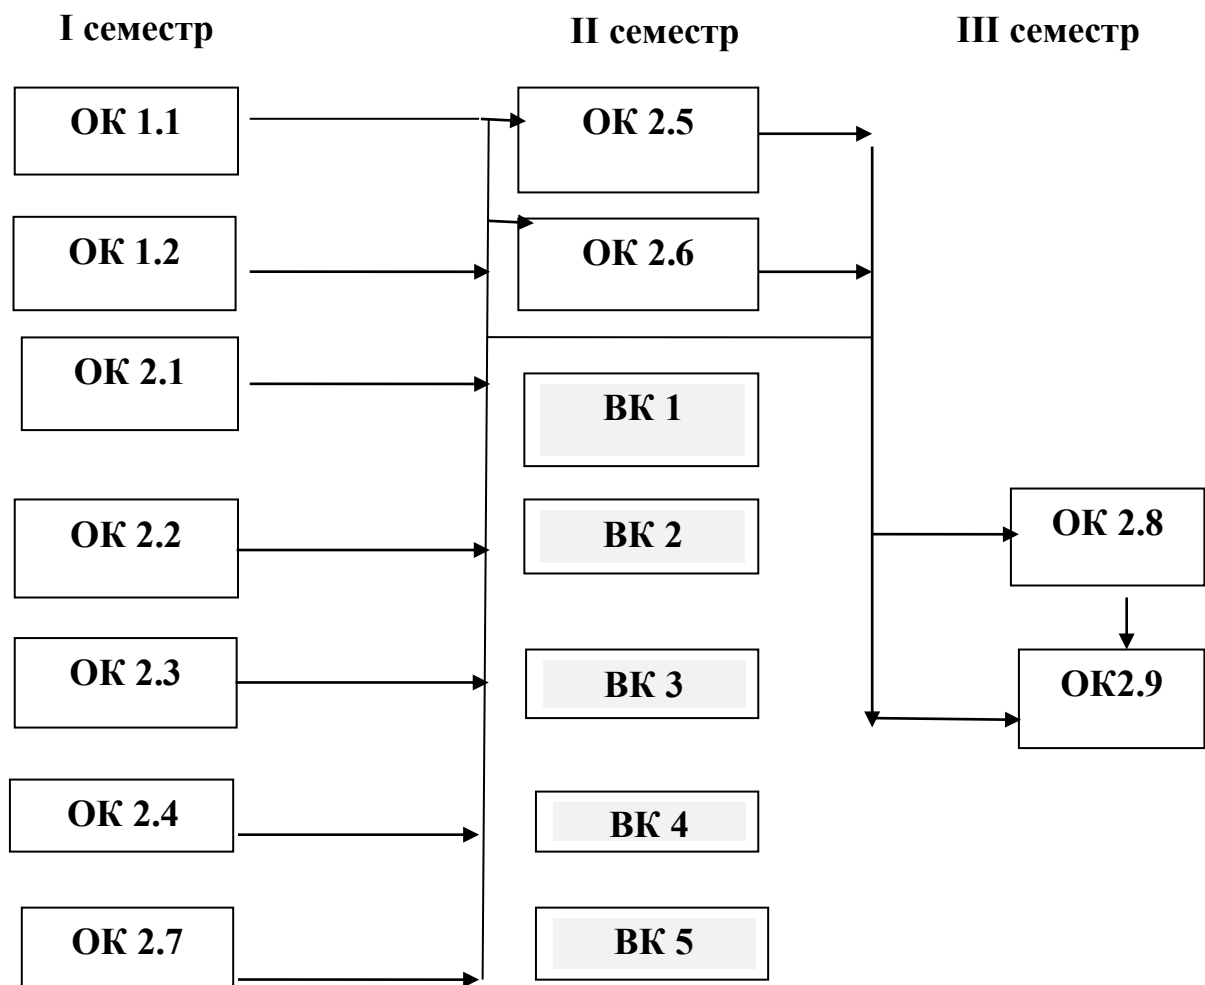 І семестр
ІІ семестр
ІІІ семестр
ОК 1.1
ОК 2.5
ОК 1.2
ОК 2.6
ОК 2.1
ВК 1
ОК 2.2
ВК 2
ОК 2.8
ОК 2.3
ВК 3
ОК2.9
ОК 2.4
ВК 4
ОК 2.7
ВК 5